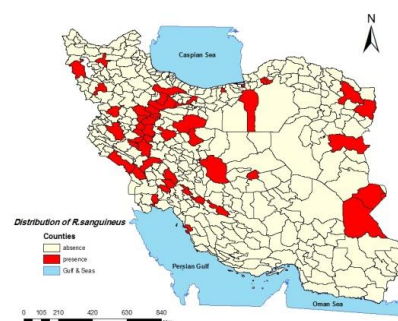 N
Caspian Sea
Distribution of R.sanguineus
Counties
absence
presence
Gulf & Seas
Persian Gulf
Oman Sea
0 105 210 420 630 840